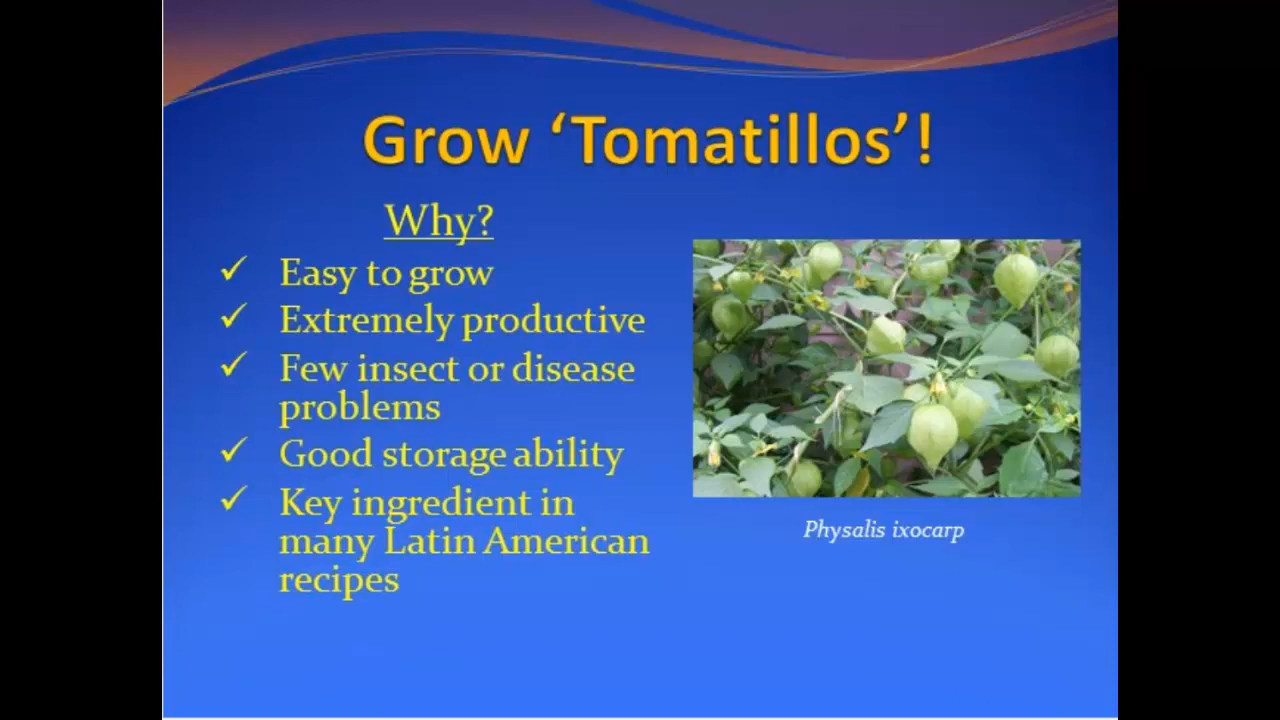 Grow ‘Tomatillos’!
Why?
✓ Easy to grow
✓ Extremely productive
✓ Few insect or disease
problems
✓ Good storage ability
✓ Key ingredient in
many Latin American
recipes
Physalis ixocarp